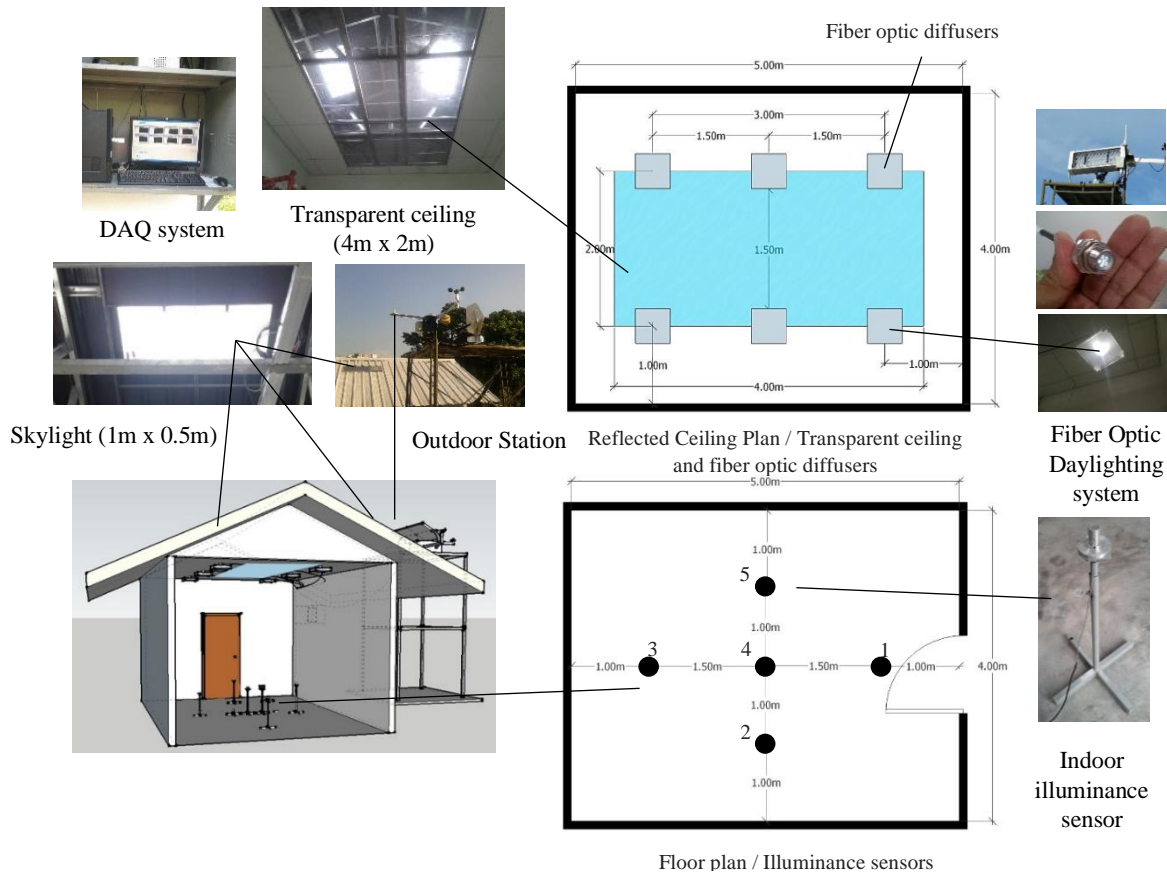 Fiber optic diffusers
5.00m
3.00m
1.50m
1.50m
2.00m
1.50m
4.00m
1.00m
1.00m
4.00m
DAQ system
Transparent ceiling
(4m x 2m)
Skylight (1m x 0.5m)
Outdoor Station
Reflected Ceiling Plan / Transparent ceiling
and fiber optic diffusers
Fiber Optic
Daylighting
system
5.00m
1.00m
5
1.00m
3
4
1
1.00m
1.50m
1.50m
1.00m
4.00m
1.00m
2
1.00m
Indoor
illuminance
sensor
Floor plan / Illuminance sensors